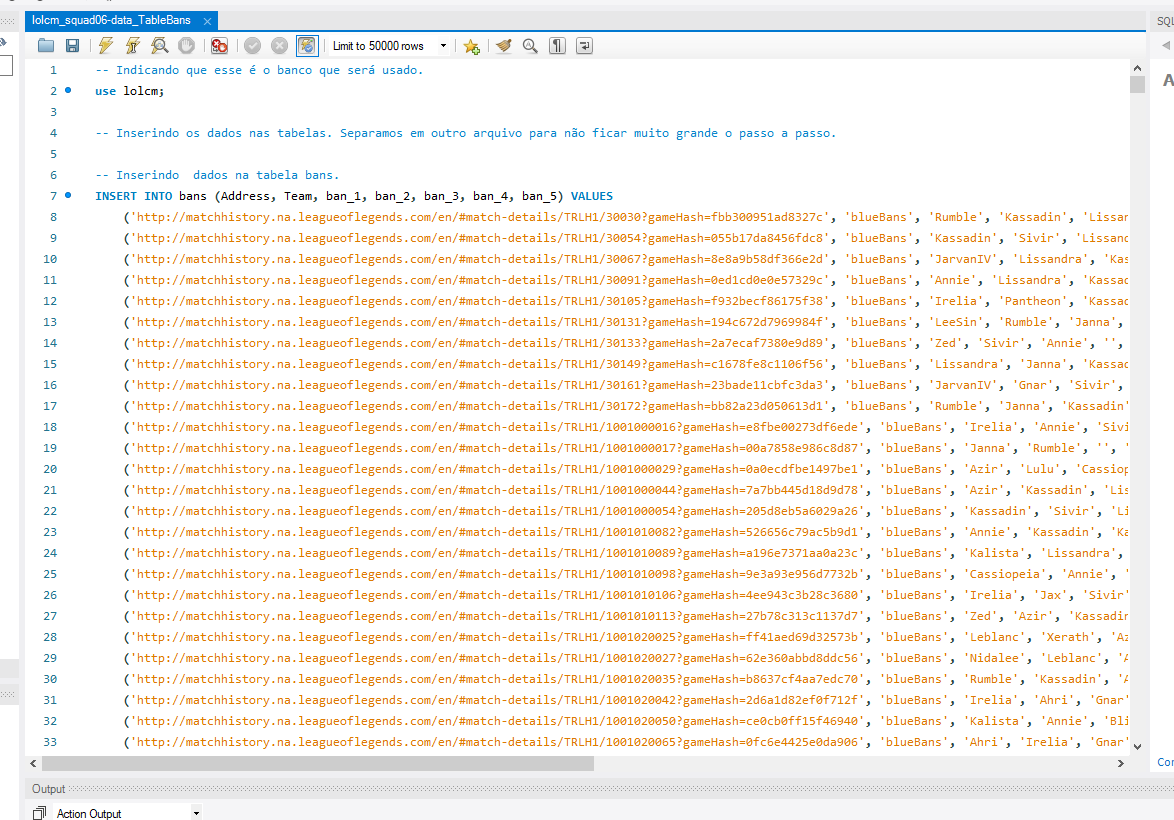 lolcm_squad06-data_TableBans
SQL
Limit to 50000 rows
1 -- Indicando que esse é o banco que será usado.
2 use lolcm;
3
4 -- Inserindo os dados nas tabelas. Separamos em outro arquivo para não ficar muito grande o passo a passo.
5
6 -- Inserindo  dados na tabela bans.
7 INSERT INTO bans (Address, Team, ban_1, ban_2, ban_3, ban_4, ban_5) VALUES
8 ('http://matchhistory.na.leagueoflegends.com/en/#match-details/TRLH1/30030?gameHash=fbb300951ad8327c', 'blueBans', 'Rumble', 'Kassadin', 'Lissan
9 ('http://matchhistory.na.leagueoflegends.com/en/#match-details/TRLH1/30054?gameHash=055b17da8456fdc8', 'blueBans', 'Kassadin', 'Sivir', 'Lissand
10 ('http://matchhistory.na.leagueoflegends.com/en/#match-details/TRLH1/30067?gameHash=8e8a9b58df366e2d', 'blueBans', 'JarvanIV', 'Lissandra', 'Kas
11 ('http://matchhistory.na.leagueoflegends.com/en/#match-details/TRLH1/30091?gameHash=0ed1cd0e0e57329c', 'blueBans', 'Annie', 'Lissandra', 'Kassad
12 ('http://matchhistory.na.leagueoflegends.com/en/#match-details/TRLH1/30105?gameHash=f932becf86175f38', 'blueBans', 'Irelia', 'Pantheon', 'Kassad
13 ('http://matchhistory.na.leagueoflegends.com/en/#match-details/TRLH1/30131?gameHash=194c672d7969984f', 'blueBans', 'LeeSin', 'Rumble', 'Janna',
14 ('http://matchhistory.na.leagueoflegends.com/en/#match-details/TRLH1/30133?gameHash=2a7ecaf7380e9d89', 'blueBans', 'Zed', 'Sivir', 'Annie', '',
15 ('http://matchhistory.na.leagueoflegends.com/en/#match-details/TRLH1/30149?gameHash=c1678fe8c1106f56', 'blueBans', 'Lissandra', 'Janna', 'Kassad
16 ('http://matchhistory.na.leagueoflegends.com/en/#match-details/TRLH1/30161?gameHash=23bade11cbfc3da3', 'blueBans', 'JarvanIV', 'Gnar', 'Sivir',
17 ('http://matchhistory.na.leagueoflegends.com/en/#match-details/TRLH1/30172?gameHash=bb82a23d050613d1', 'blueBans', 'Rumble', 'Janna', 'Kassadin'
18 ('http://matchhistory.na.leagueoflegends.com/en/#match-details/TRLH1/1001000016?gameHash=e8fbe00273df6ede', 'blueBans', 'Irelia', 'Annie', 'Sivi
19 ('http://matchhistory.na.leagueoflegends.com/en/#match-details/TRLH1/1001000017?gameHash=00a7858e986c8d87', 'blueBans', 'Janna', 'Rumble', '', '
20 ('http://matchhistory.na.leagueoflegends.com/en/#match-details/TRLH1/1001000029?gameHash=0a0ecdfbe1497be1', 'blueBans', 'Azir', 'Lulu', 'Cassiop
21 ('http://matchhistory.na.leagueoflegends.com/en/#match-details/TRLH1/1001000044?gameHash=7a7bb445d18d9d78', 'blueBans', 'Azir', 'Kassadin', 'Lis
22 ('http://matchhistory.na.leagueoflegends.com/en/#match-details/TRLH1/1001000054?gameHash=205d8eb5a6029a26', 'blueBans', 'Kassadin', 'Sivir', 'Li
23 ('http://matchhistory.na.leagueoflegends.com/en/#match-details/TRLH1/1001010082?gameHash=526656c79ac5b9d1', 'blueBans', 'Annie', 'Kassadin', 'Ka
24 ('http://matchhistory.na.leagueoflegends.com/en/#match-details/TRLH1/1001010089?gameHash=a196e7371aa0a23c', 'blueBans', 'Kalista', 'Lissandra',
25 ('http://matchhistory.na.leagueoflegends.com/en/#match-details/TRLH1/1001010098?gameHash=9e3a93e956d7732b', 'blueBans', 'Cassiopeia', 'Annie', '
26 ('http://matchhistory.na.leagueoflegends.com/en/#match-details/TRLH1/1001010106?gameHash=4ee943c3b28c3680', 'blueBans', 'Irelia', 'Jax', 'Sivir'
27 ('http://matchhistory.na.leagueoflegends.com/en/#match-details/TRLH1/1001010113?gameHash=27b78c313c1137d7', 'blueBans', 'Zed', 'Azir', 'Kassadin
28 ('http://matchhistory.na.leagueoflegends.com/en/#match-details/TRLH1/1001020025?gameHash=ff41aed69d32573b', 'blueBans', 'Leblanc', 'Xerath', 'Az
29 ('http://matchhistory.na.leagueoflegends.com/en/#match-details/TRLH1/1001020027?gameHash=62e360abbd8ddc56', 'blueBans', 'Nidalee', 'Leblanc', 'A
30 ('http://matchhistory.na.leagueoflegends.com/en/#match-details/TRLH1/1001020035?gameHash=b8637cf4aa7edc70', 'blueBans', 'Rumble', 'Kassadin', 'A
31 ('http://matchhistory.na.leagueoflegends.com/en/#match-details/TRLH1/1001020042?gameHash=2d6a1d82ef0f712f', 'blueBans', 'Irelia', 'Ahri', 'Gnar'
32 ('http://matchhistory.na.leagueoflegends.com/en/#match-details/TRLH1/1001020050?gameHash=ce0cb0ff15f46940', 'blueBans', 'Kalista', 'Annie', 'Bli
33 ('http://matchhistory.na.leagueoflegends.com/en/#match-details/TRLH1/1001020065?gameHash=0fc6e4425e0da906', 'blueBans', 'Ahri', 'Irelia', 'Gnar'
A
Cor
Output
Action Output